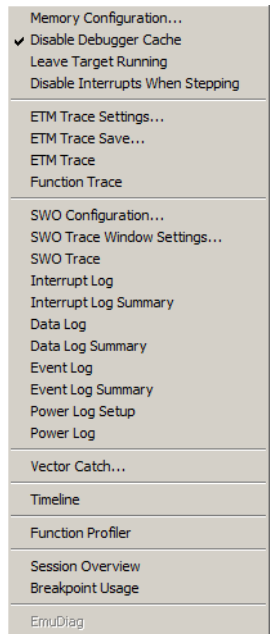 Memory Configuration...
Disable Debugger Cache
Leave Target Running
Disable Interrupts When Stepping
ETM Trace Settings...
ETM Trace Save...
ETM Trace
Function Trace
SWO Configuration...
SWO Trace Window Settings...
SWO Trace
Interrupt Log
Interrupt Log Summary
Data Log
Data Log Summary
Event Log
Event Log Summary
Power Log Setup
Power Log
Vector Catch...
Timeline
Function Profiler
Session Overview
Breakpoint Usage
EmuDiag